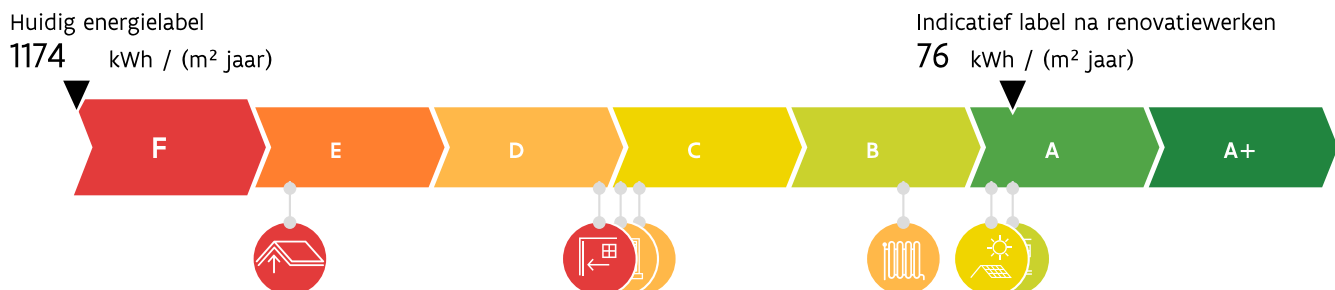 Huidig energielabel
1174 kWh / (m² jaar)
Indicatief label na renovatiewerken
76 kWh / (m² jaar)
F E D C B A A+